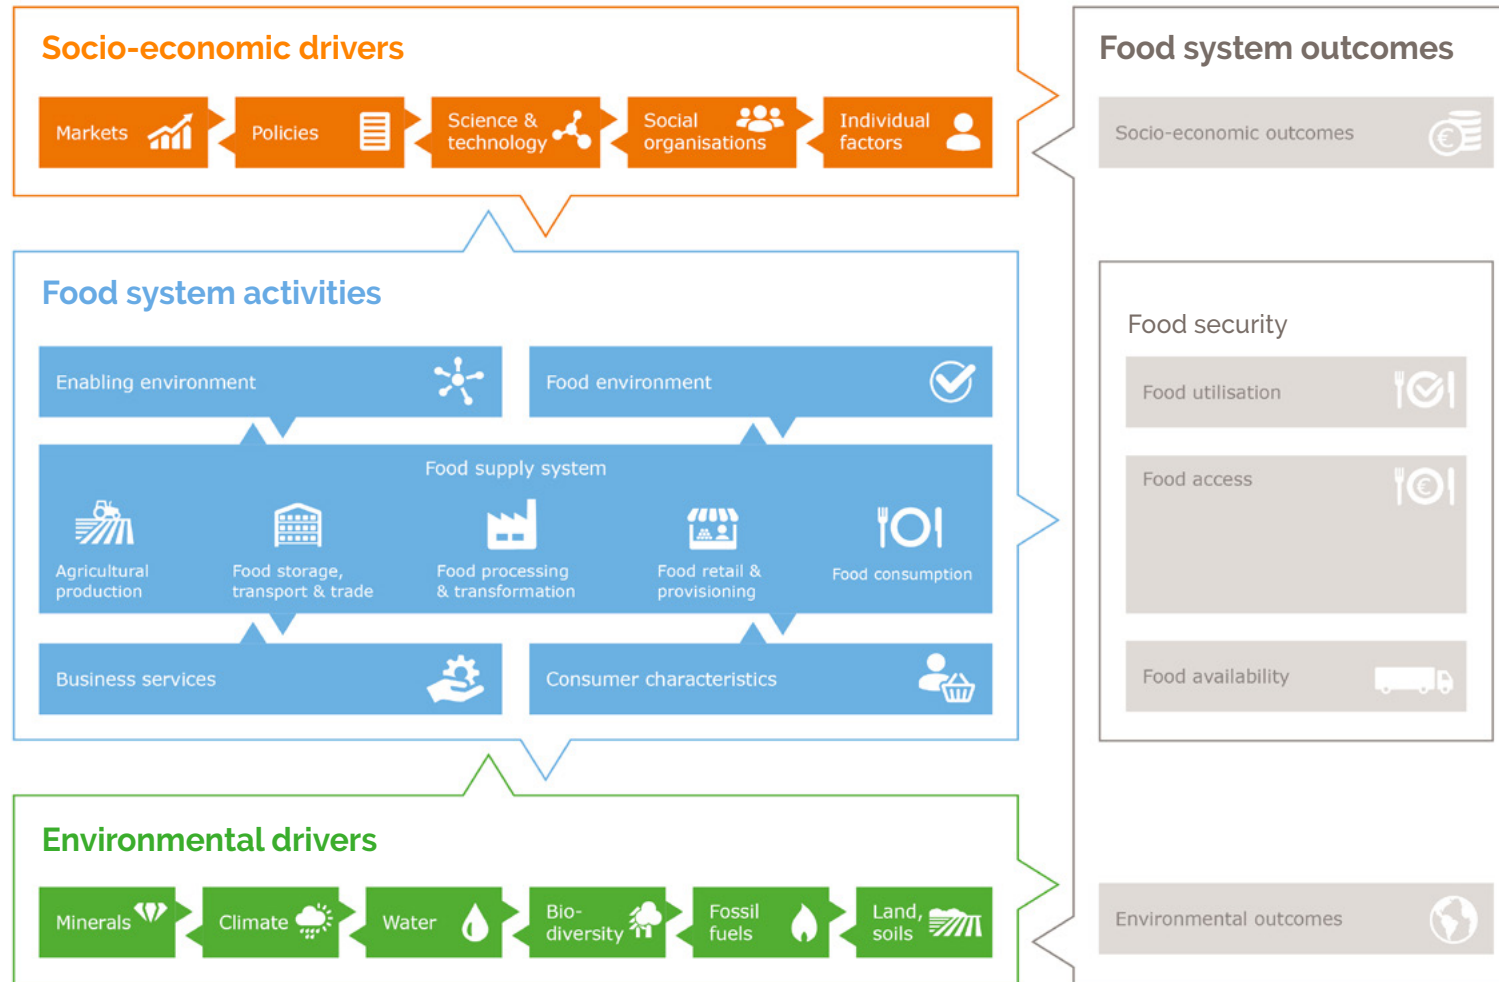 Socio-economic drivers
Markets
Policies
Science &
technology
Social
organisations
Individual
factors
Food system activities
Enabling environment
Food environment
Food supply system
Agricultural
production
Food storage,
transport & trade
Food processing
& transformation
Food retail &
provisioning
Food consumption
Business services
Consumer characteristics
Environmental drivers
Minerals
Climate
Water
Bio-
diversity
Fossil
fuels
Land,
soils
Food system outcomes
Socio-economic outcomes
€
Food security
Food utilisation
Food access
€
Food availability
Environmental outcomes